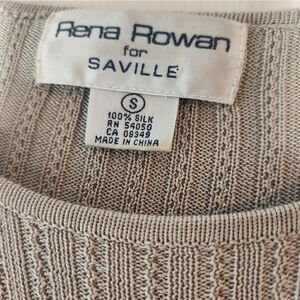 Rena Rowan
for
SAVILLE
S
100% SILK
RN 54050
CA 08349
MADE IN CHINA